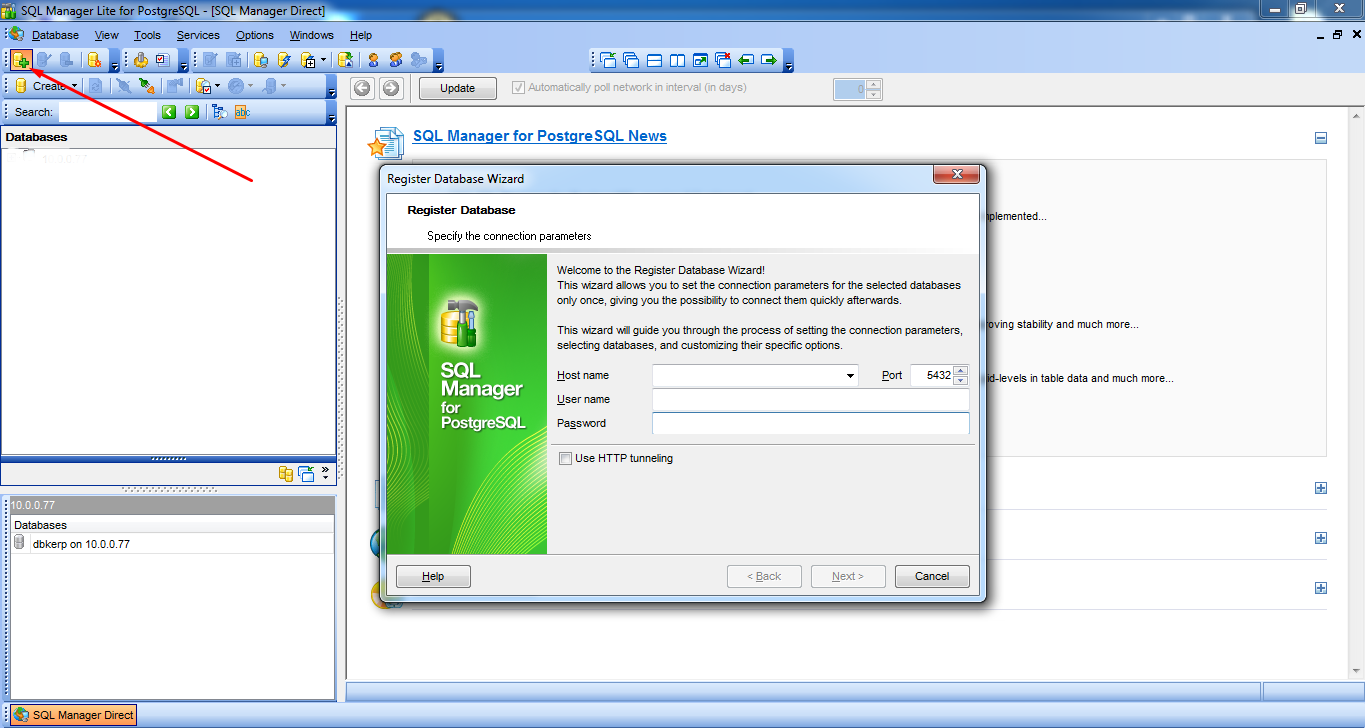 SQL Manager Lite for PostgreSQL - [SQL Manager Direct]
Database View Tools Services Options Windows Help
Create
Update
Automatically poll network in interval (in days)
0
Search:
abc
Databases
10.0.0.77
SQL Manager for PostgreSQL News
plemented...
oving stability and much more...
id-levels in table data and much more...
Register Database Wizard
Register Database
Specify the connection parameters
SQL
Manager
for
PostgreSQL
Welcome to the Register Database Wizard!
This wizard allows you to set the connection parameters for the selected databases
only once, giving you the possibility to connect them quickly afterwards.
This wizard will guide you through the process of setting the connection parameters,
selecting databases, and customizing their specific options.
Host name
Port 5432
User name
Password
Use HTTP tunneling
Help
< Back
Next >
Cancel
10.0.0.77
Databases
dbkerp on 10.0.0.77
SQL Manager Direct